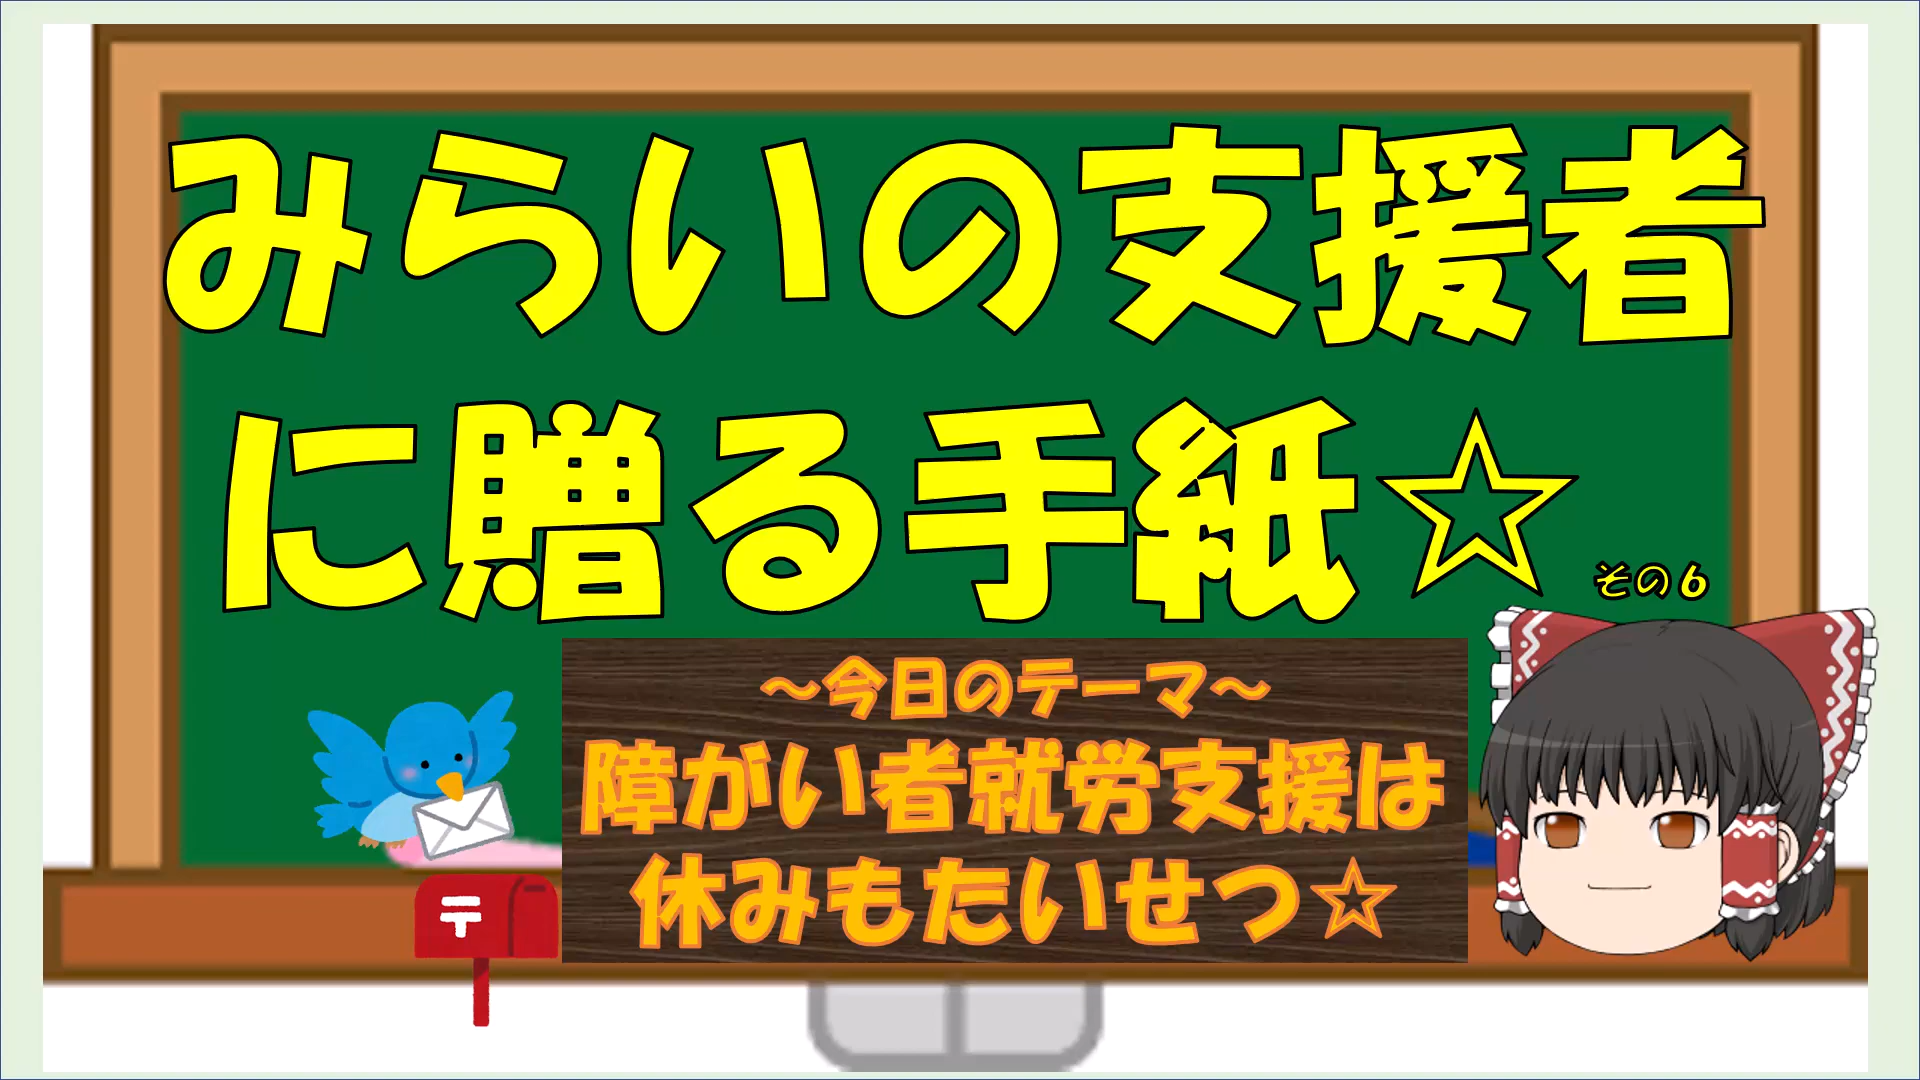 みらいの支援者
に贈る手紙☆
その6
～今日のテーマ～
障がい者就労支援は
休みもたいせつ☆
〒